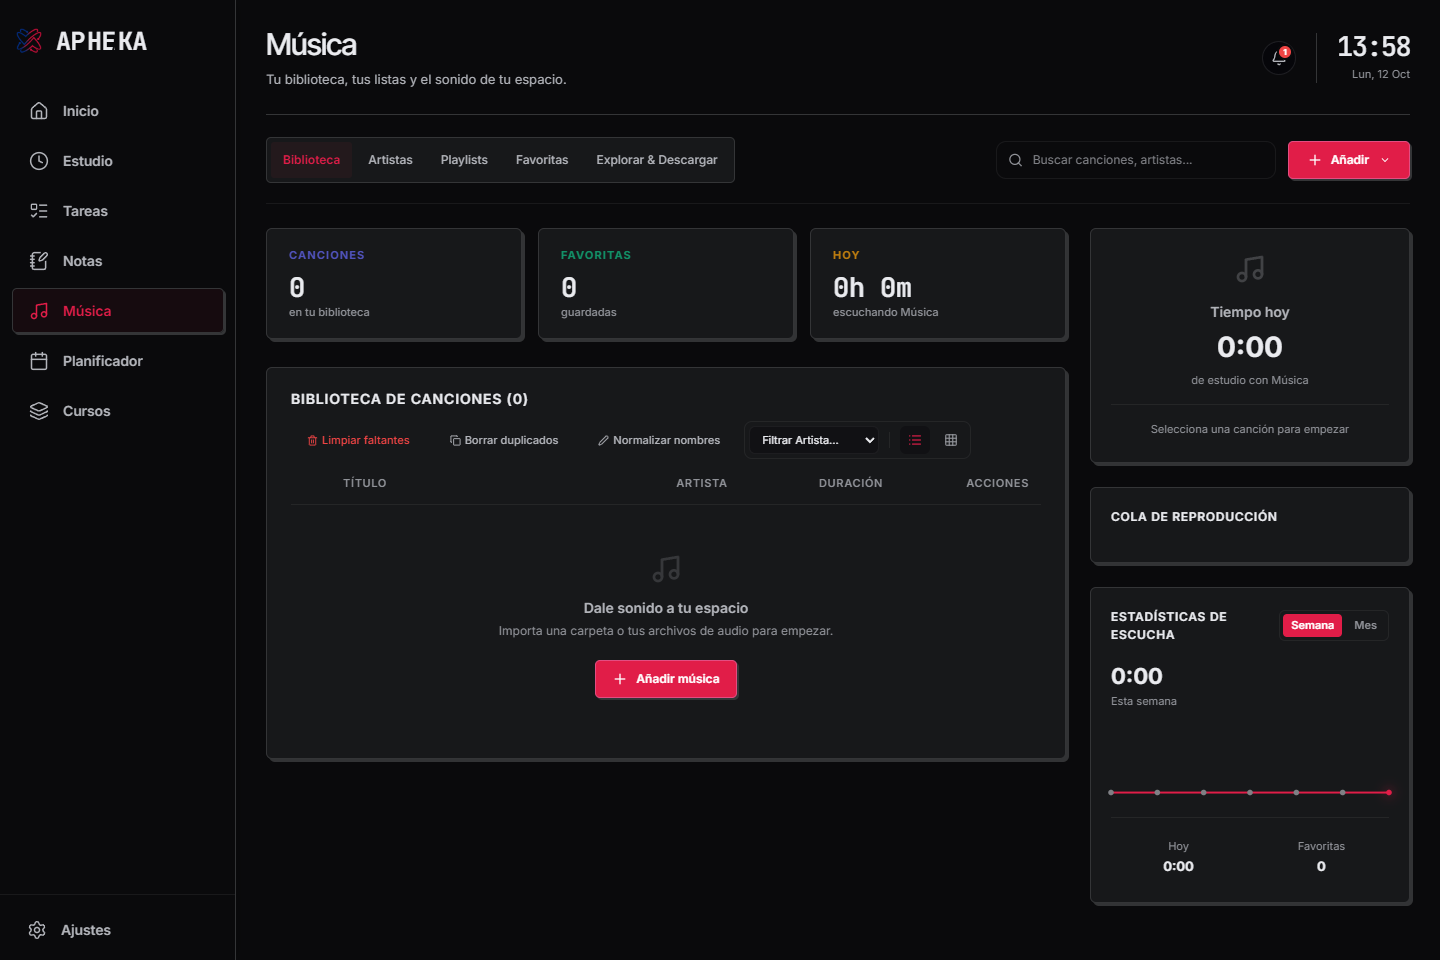 APHEKA
Inicio
Estudio
Tareas
Notas
Música
Planificador
Cursos
Ajustes
Música
Tu biblioteca, tus listas y el sonido de tu espacio.
1
13:58
Lun, 12 Oct
Biblioteca Artistas Playlists Favoritas Explorar & Descargar
Buscar canciones, artistas...
Añadir
CANCIONES
0
en tu biblioteca
FAVORITAS
0
guardadas
HOY
0h 0m
escuchando Música
BIBLIOTECA DE CANCIONES (0)
Limpiar faltantes Borrar duplicados Normalizar nombres Filtrar Artista...
TÍTULO ARTISTA DURACIÓN ACCIONES
Dale sonido a tu espacio
Importa una carpeta o tus archivos de audio para empezar.
Añadir música
Tiempo hoy
0:00
de estudio con Música
Selecciona una canción para empezar
COLA DE REPRODUCCIÓN
ESTADÍSTICAS DE
ESCUCHA
Semana Mes
0:00
Esta semana
Hoy
0:00
Favoritas
0